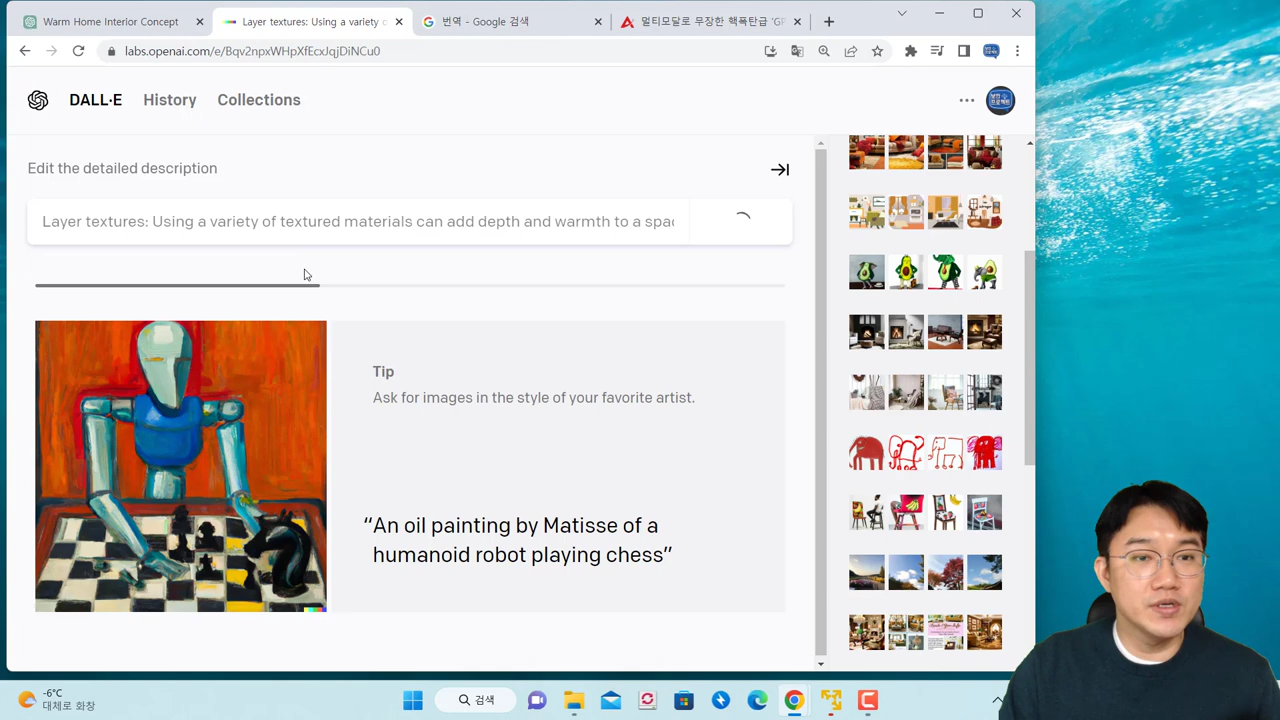 Warm Home Interior Concept
Layer textures: Using a variety o
번역 - Google 검색
멀티모달로 무장한 핵폭탄급 'GP
labs.openai.com/e/Bqv2npxWHpXfEcxJqjDiNCu0
DALL·E History Collections
Edit the detailed description
Layer textures: Using a variety of textured materials can add depth and warmth to a spac
Tip
Ask for images in the style of your favorite artist.
“An oil painting by Matisse of a
humanoid robot playing chess”
-6°C
대체로 화창
검색